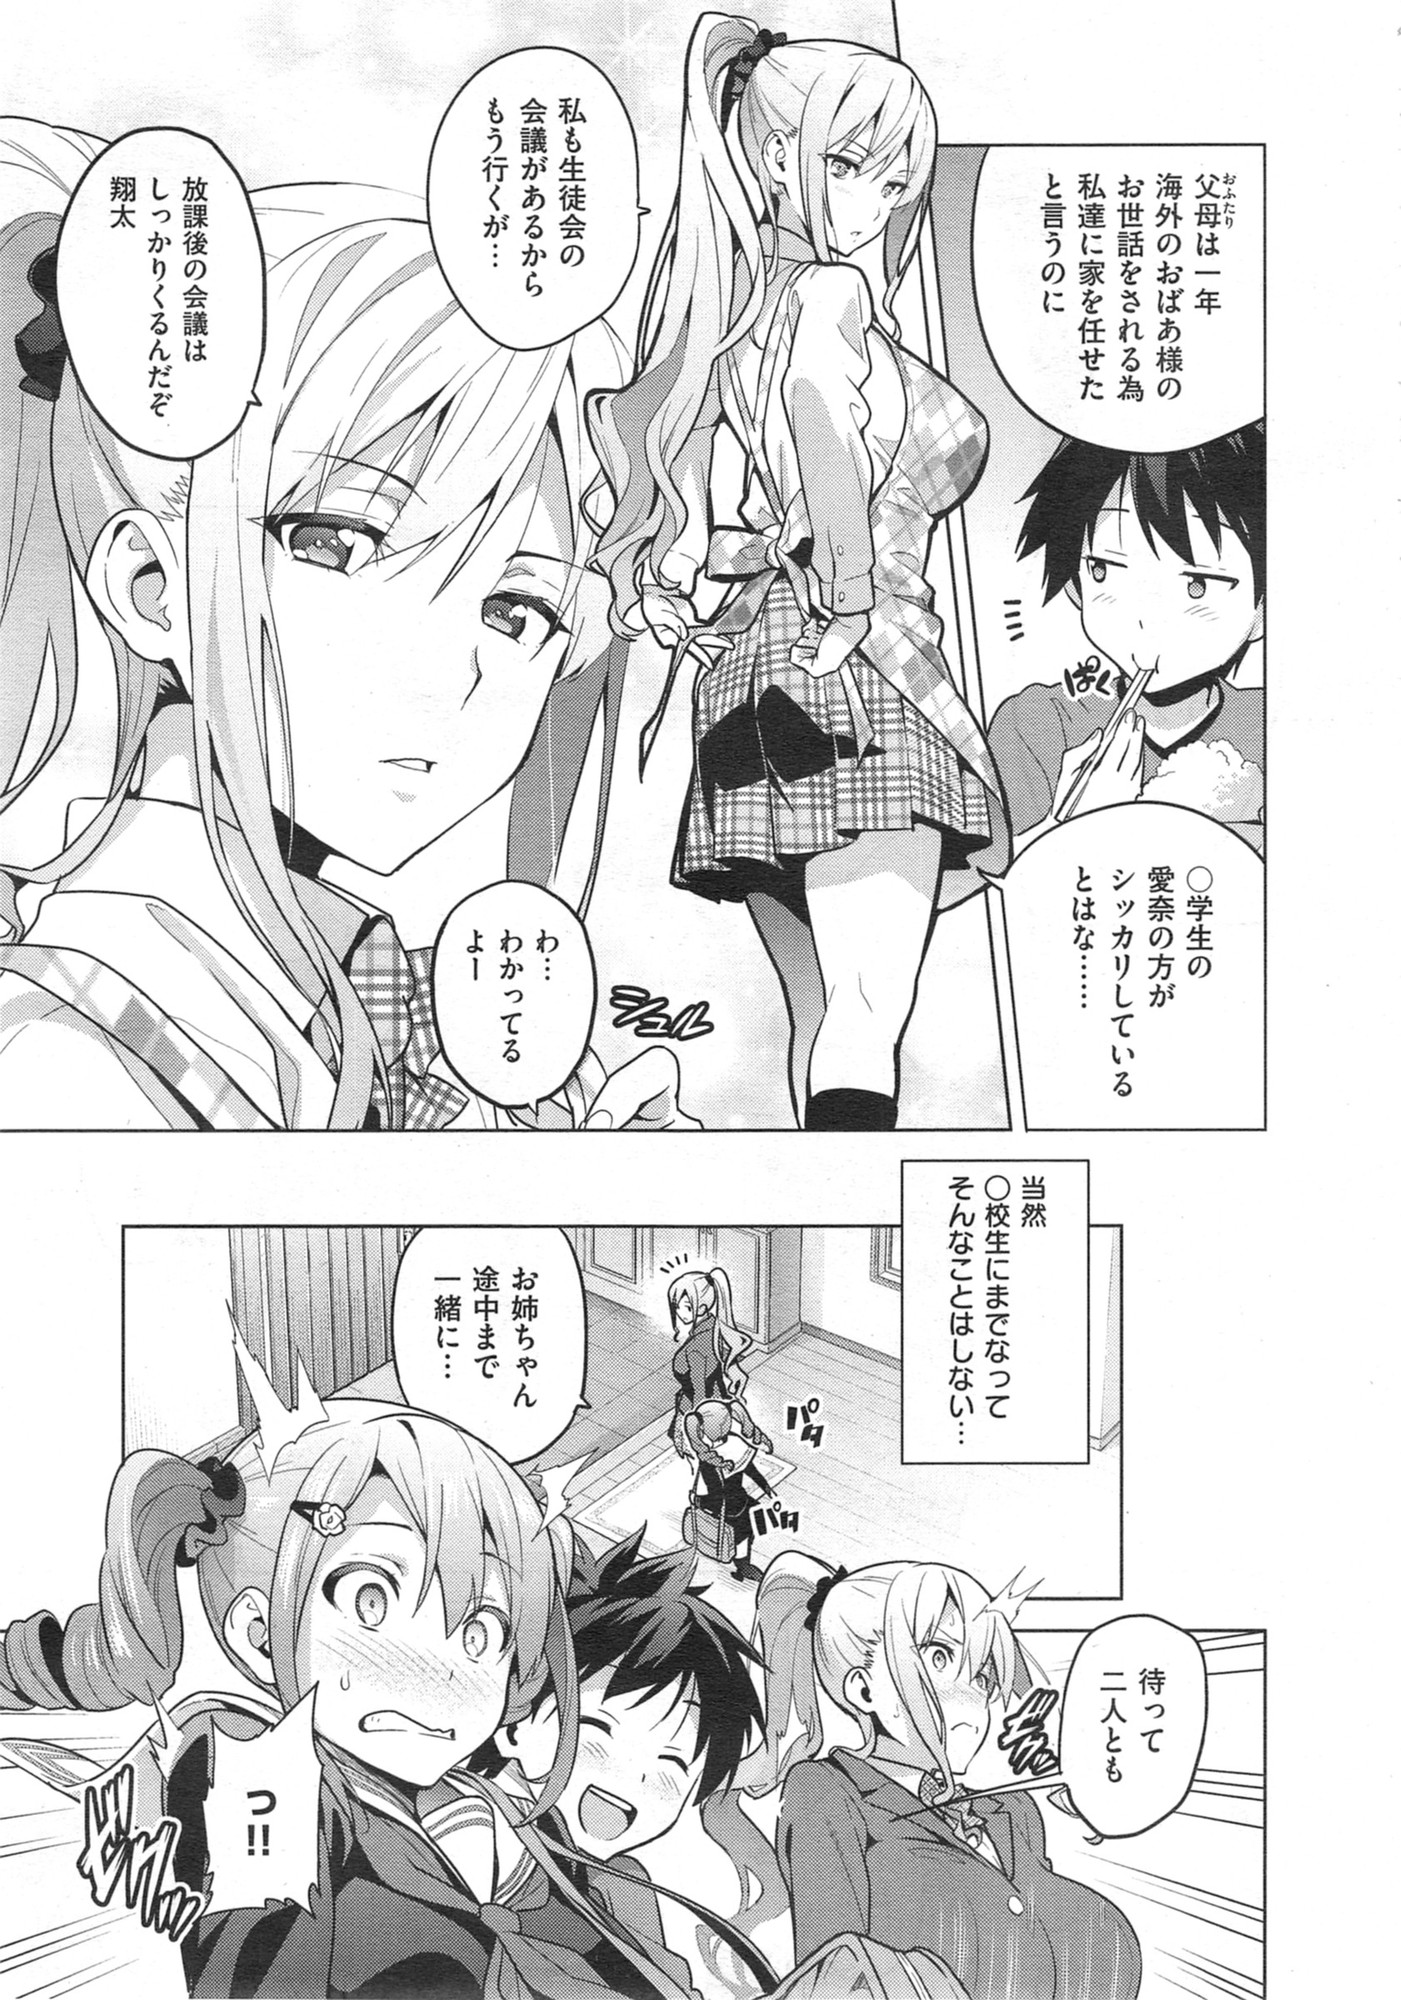 父母は一年
おふたり
海外のおばあ様の
お世話をされる為
私達に家を任せた
と言うのに
ぱく
○学生の
愛奈の方が
シッカリしている
とはな……
私も生徒会の
会議があるから
もう行くが…
放課後の会議は
しっかりくるんだぞ
翔太
わ…
わかってる
よー
シュル
当然
○校生にまでなって
そんなことはしない…
お姉ちゃん
途中まで
一緒に…
パタ
パタ
待って
二人とも
っ!!